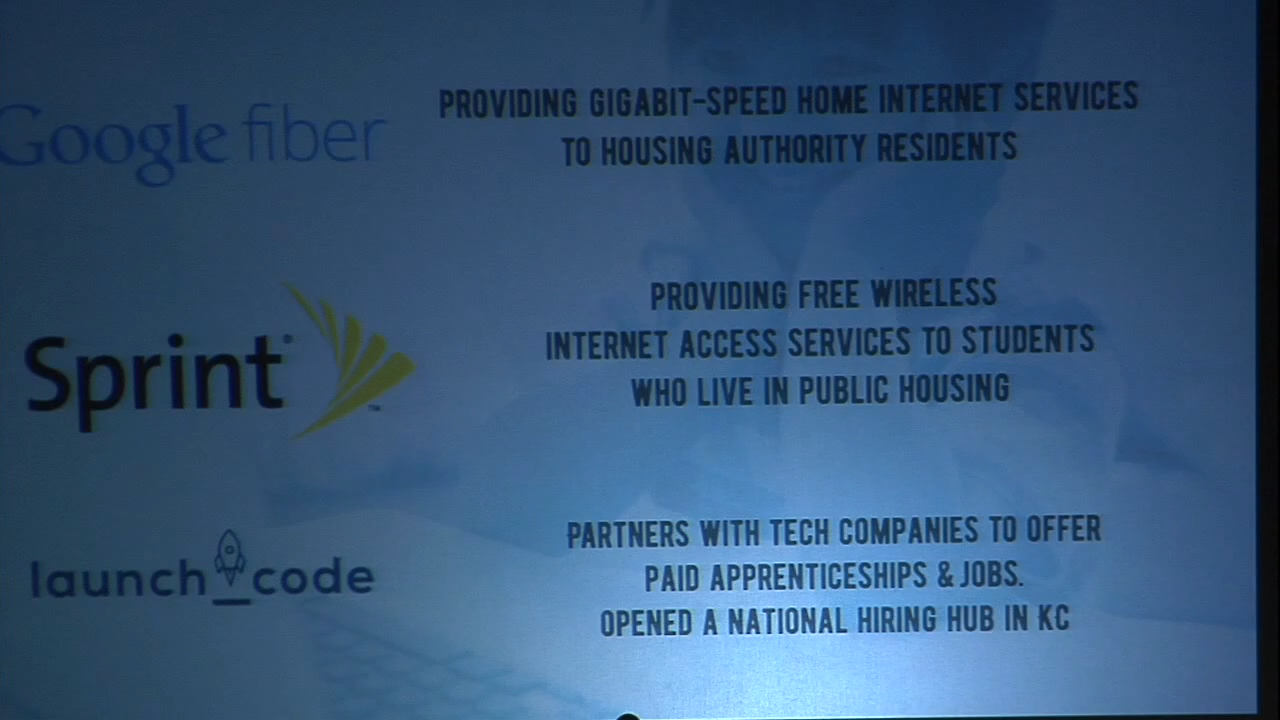 Google fiber
PROVIDING GIGABIT-SPEED HOME INTERNET SERVICES
TO HOUSING AUTHORITY RESIDENTS
Sprint
PROVIDING FREE WIRELESS
INTERNET ACCESS SERVICES TO STUDENTS
WHO LIVE IN PUBLIC HOUSING
launch_code
PARTNERS WITH TECH COMPANIES TO OFFER
PAID APPRENTICESHIPS & JOBS.
OPENED A NATIONAL HIRING HUB IN KC